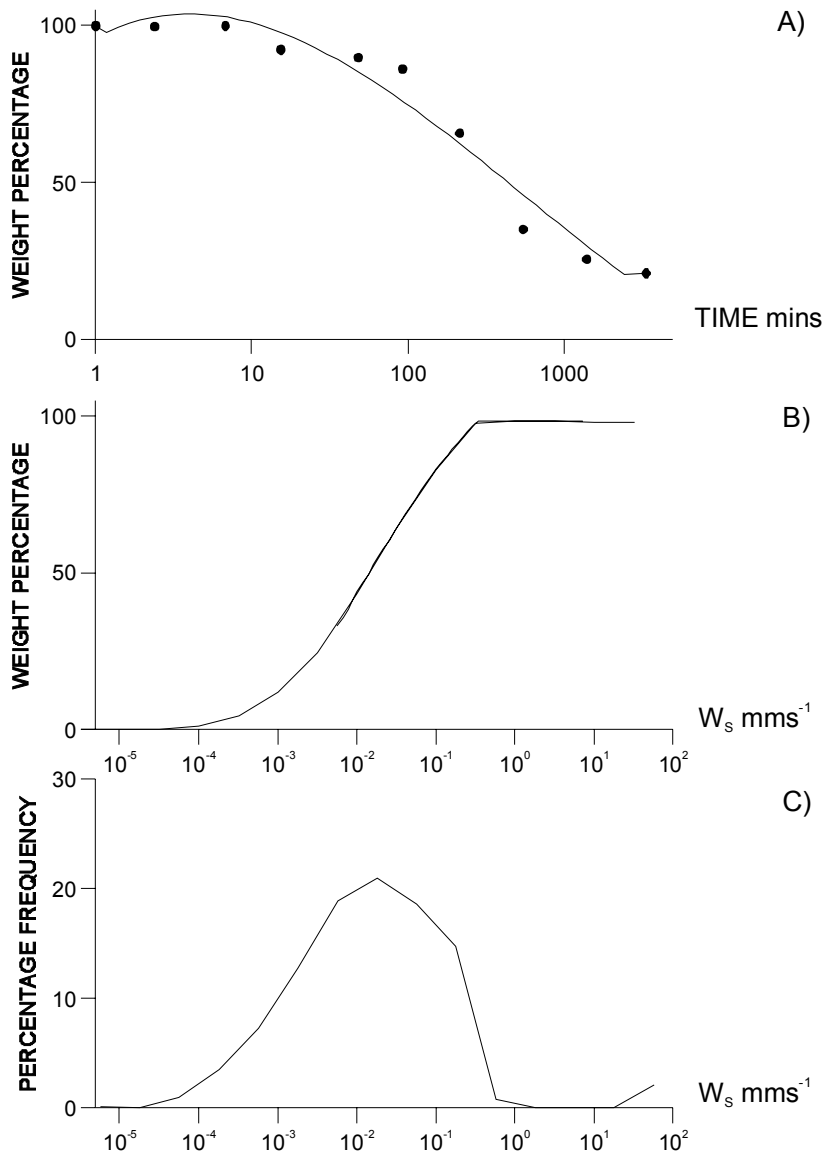 A)
WEIGHT PERCENTAGE
100
50
0
TIME mins
1 10 100 1000
B)
WEIGHT PERCENTAGE
100
50
0
Wₛ mms⁻¹
10⁻⁵ 10⁻⁴ 10⁻³ 10⁻² 10⁻¹ 10⁰ 10¹ 10²
C)
PERCENTAGE FREQUENCY
30
20
10
0
Wₛ mms⁻¹
10⁻⁵ 10⁻⁴ 10⁻³ 10⁻² 10⁻¹ 10⁰ 10¹ 10²